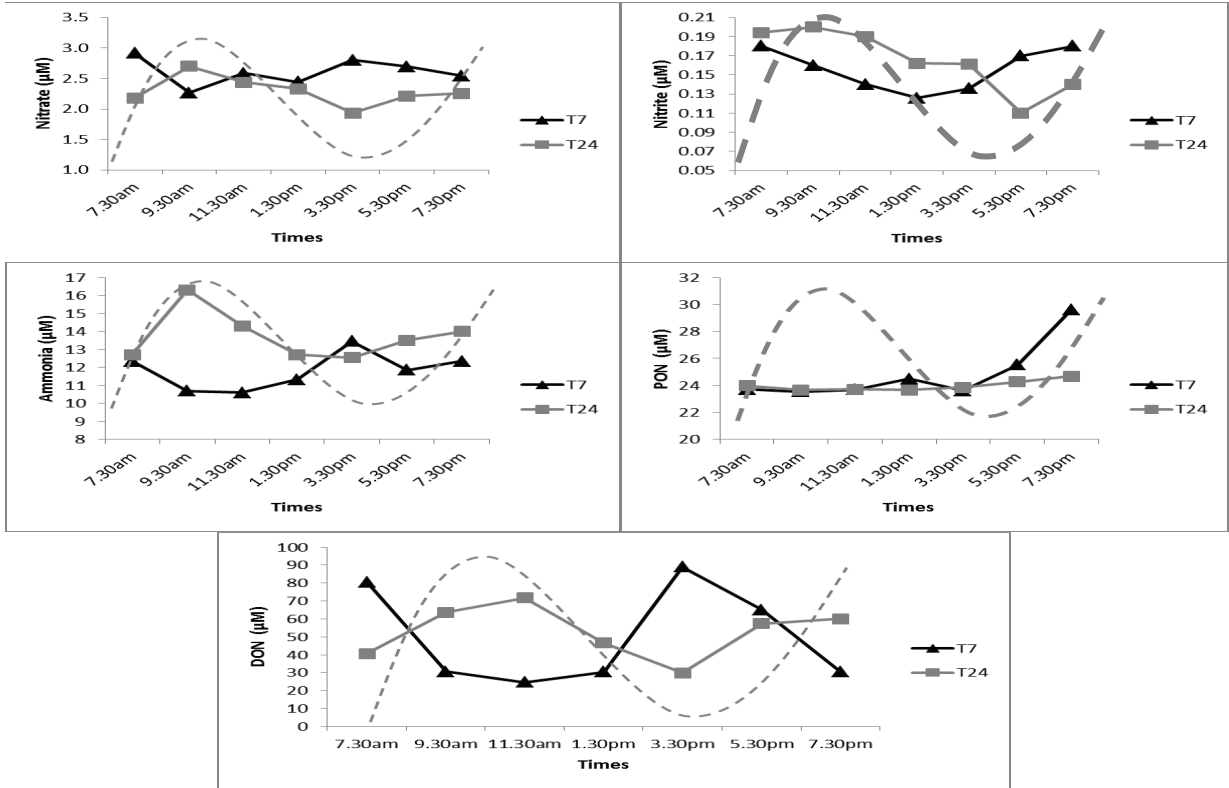 Nitrate (µM)
3.5
3.0
2.5
2.0
1.5
1.0
7.30am 9.30am 11.30am 1.30pm 3.30pm 5.30pm 7.30pm
Times
T7
T24
Nitrite (µM)
0.21
0.19
0.17
0.15
0.13
0.11
0.09
0.07
0.05
7.30am 9.30am 11.30am 1.30pm 3.30pm 5.30pm 7.30pm
Times
T7
T24
Ammonia (µM)
17
16
15
14
13
12
11
10
9
8
7.30am 9.30am 11.30am 1.30pm 3.30pm 5.30pm 7.30pm
Times
T7
T24
PON (µM)
32
30
28
26
24
22
20
7.30am 9.30am 11.30am 1.30pm 3.30pm 5.30pm 7.30pm
Times
T7
T24
DON (µM)
100
90
80
70
60
50
40
30
20
10
0
7.30am 9.30am 11.30am 1.30pm 3.30pm 5.30pm 7.30pm
Times
T7
T24